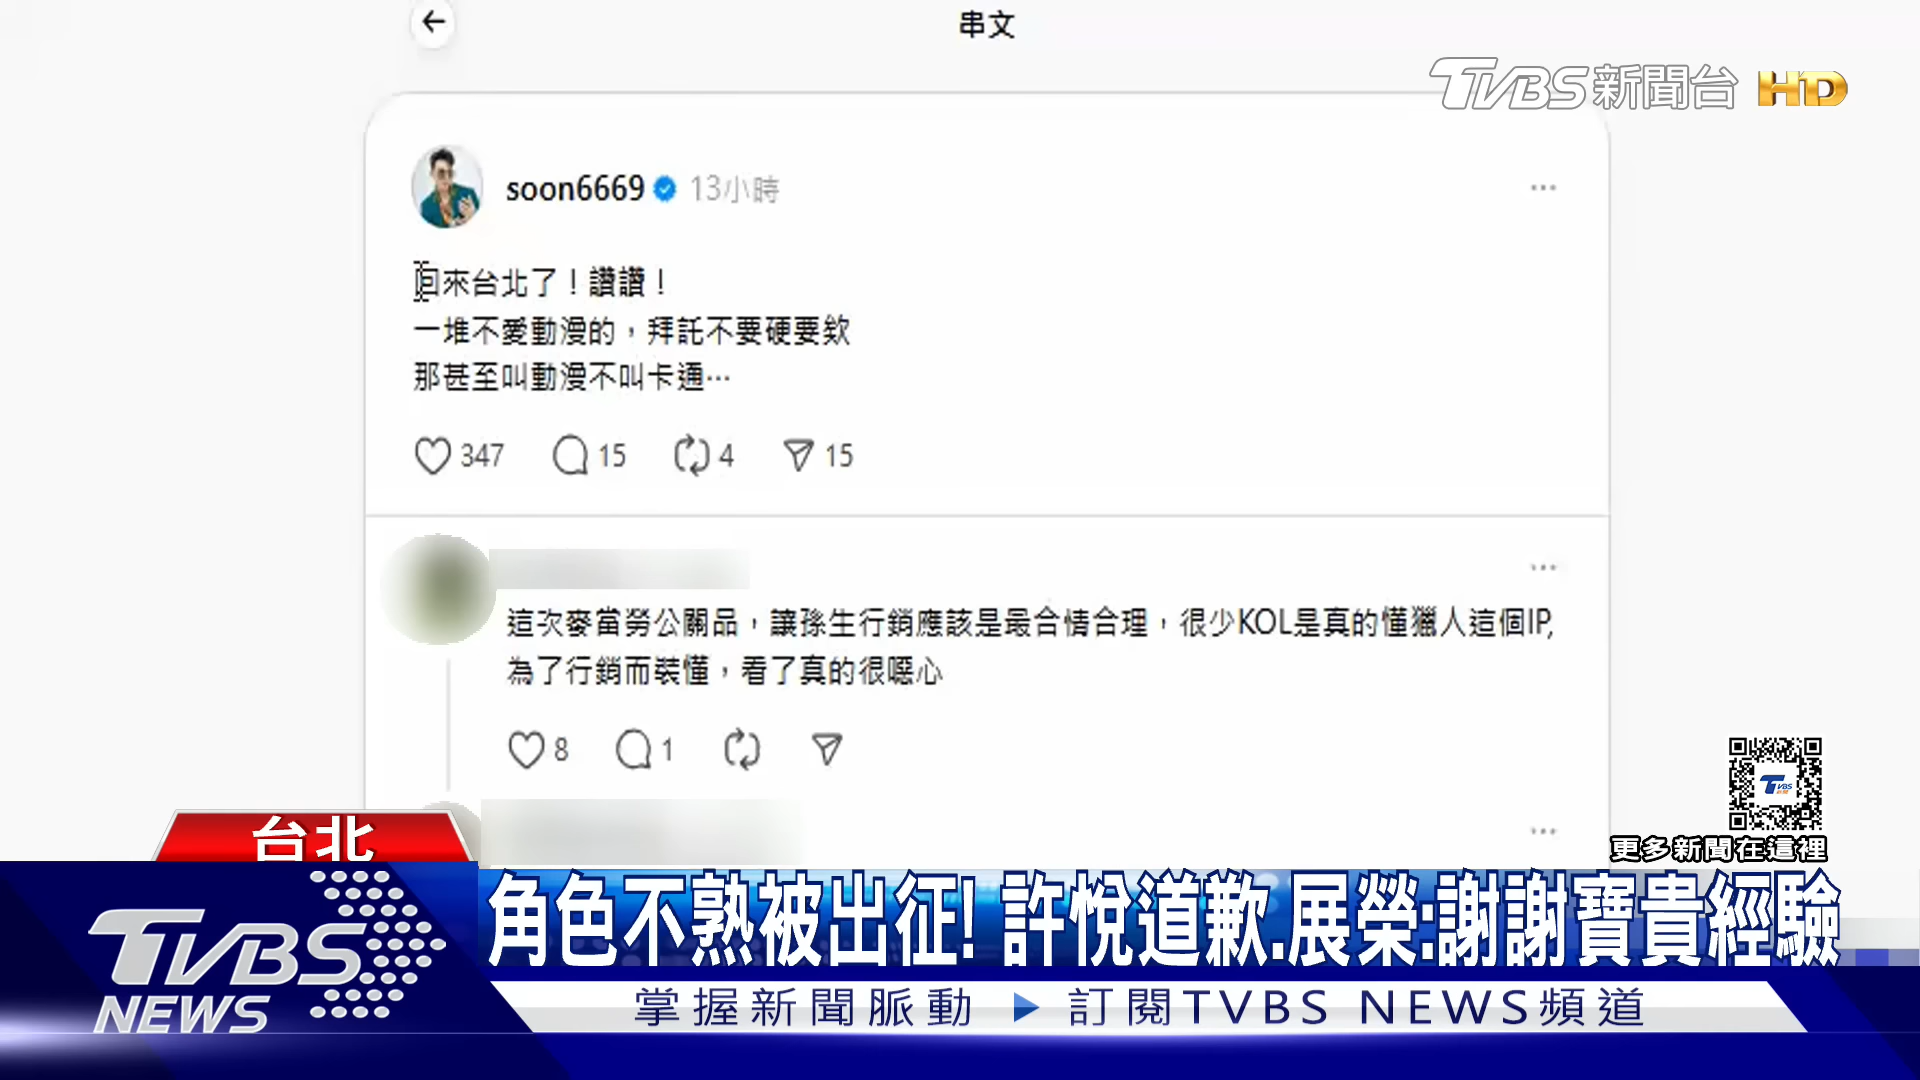 串文
TVBS新聞台 HD
soon6669 13小時
回來台北了！讚讚！
一堆不愛動漫的，拜託不要硬要欸
那甚至叫動漫不叫卡通…
347 15 4 15
這次麥當勞公關品，讓孫生行銷應該是最合情合理，很少KOL是真的懂獵人這個IP,
為了行銷而裝懂，看了真的很噁心
8 1
TVBS
更多新聞在這裡
台北
角色不熟被出征! 許悅道歉.展榮:謝謝寶貴經驗
TVBS
NEWS
掌握新聞脈動 ▶ 訂閱TVBS NEWS頻道